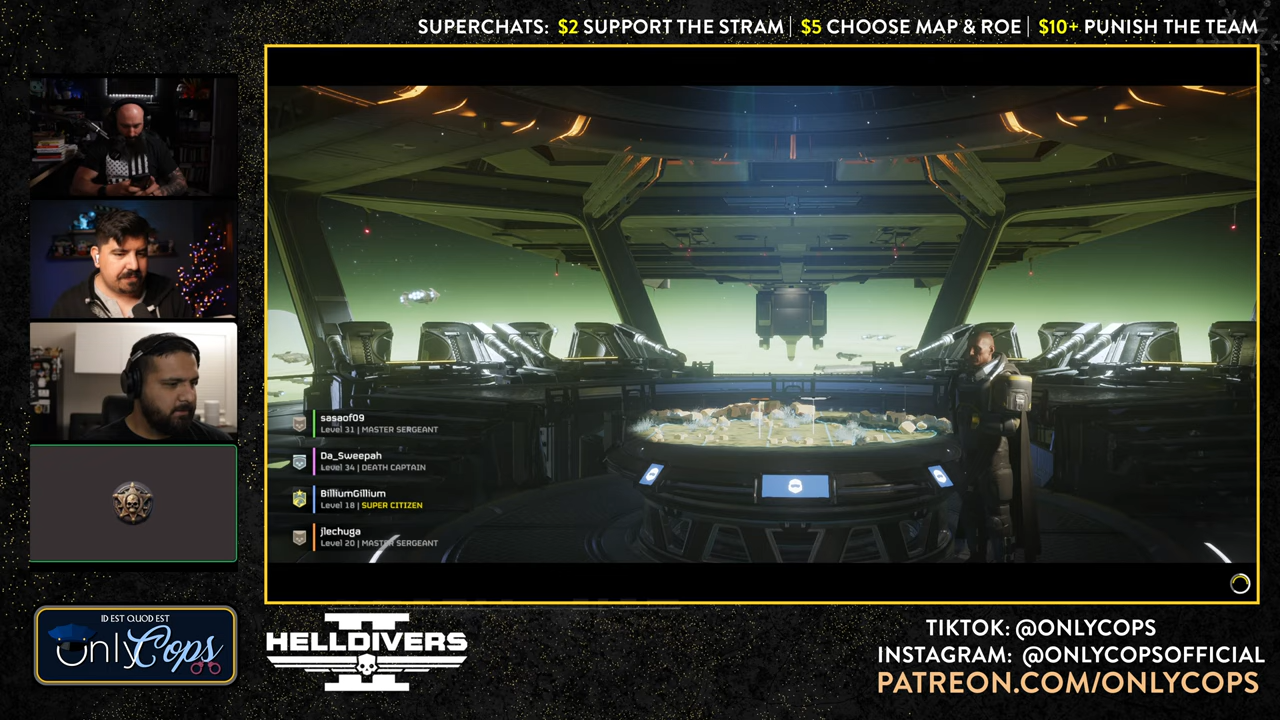 SUPERCHATS: $2 SUPPORT THE STRAM | $5 CHOOSE MAP & ROE | $10+ PUNISH THE TEAM
sasaof09
Level 31 | MASTER SERGEANT
Da_Sweepah
Level 34 | DEATH CAPTAIN
BilliumGillium
Level 18 | SUPER CITIZEN
jlechuga
Level 20 | MASTER SERGEANT
ID EST QUOD EST
OnlyCops
II
HELLDIVERS
TIKTOK: @ONLYCOPS
INSTAGRAM: @ONLYCOPSOFFICIAL
PATREON.COM/ONLYCOPS